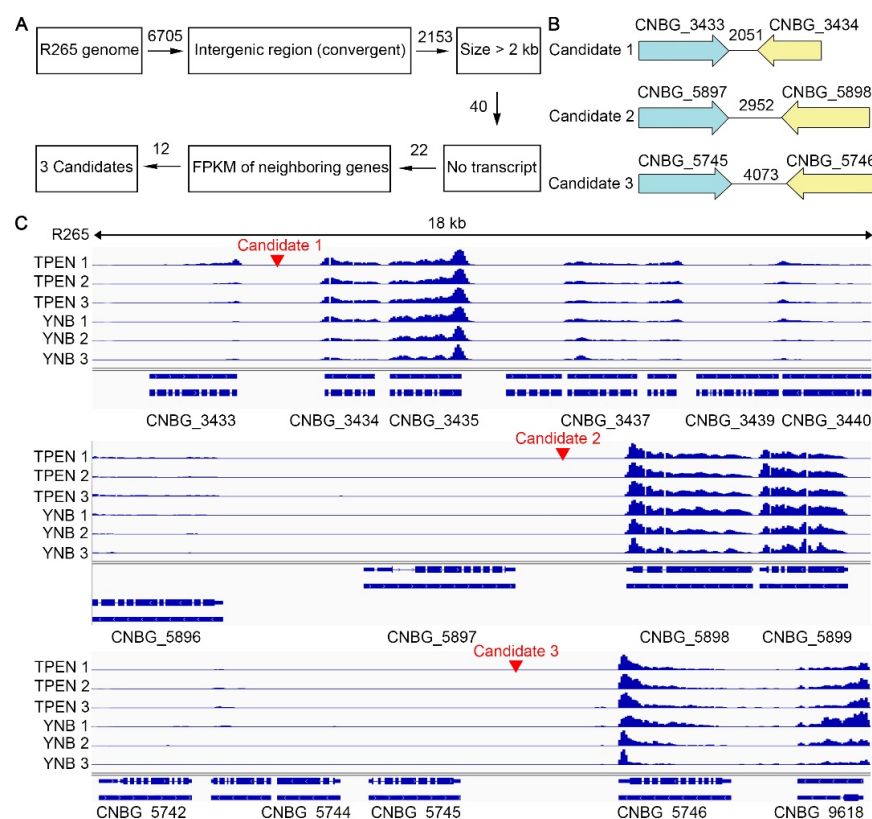 A
B
CNBG_3433 CNBG_3434
6705 2153
R265 genome Intergenic region (convergent) Size > 2 kb
Candidate 1 2051
CNBG_5897 CNBG_5898
40
Candidate 2 2952
12 22
CNBG_5745 CNBG_5746
3 Candidates FPKM of neighboring genes No transcript
Candidate 3 4073
C
R265 18 kb
Candidate 1
TPEN 1
TPEN 2
TPEN 3
YNB 1
YNB 2
YNB 3
CNBG_3433 CNBG_3434 CNBG_3435 CNBG_3437 CNBG_3439 CNBG_3440
Candidate 2
TPEN 1
TPEN 2
TPEN 3
YNB 1
YNB 2
YNB 3
CNBG_5896 CNBG_5897 CNBG_5898 CNBG_5899
Candidate 3
TPEN 1
TPEN 2
TPEN 3
YNB 1
YNB 2
YNB 3
CNBG_5742 CNBG_5744 CNBG_5745 CNBG_5746 CNBG_9618